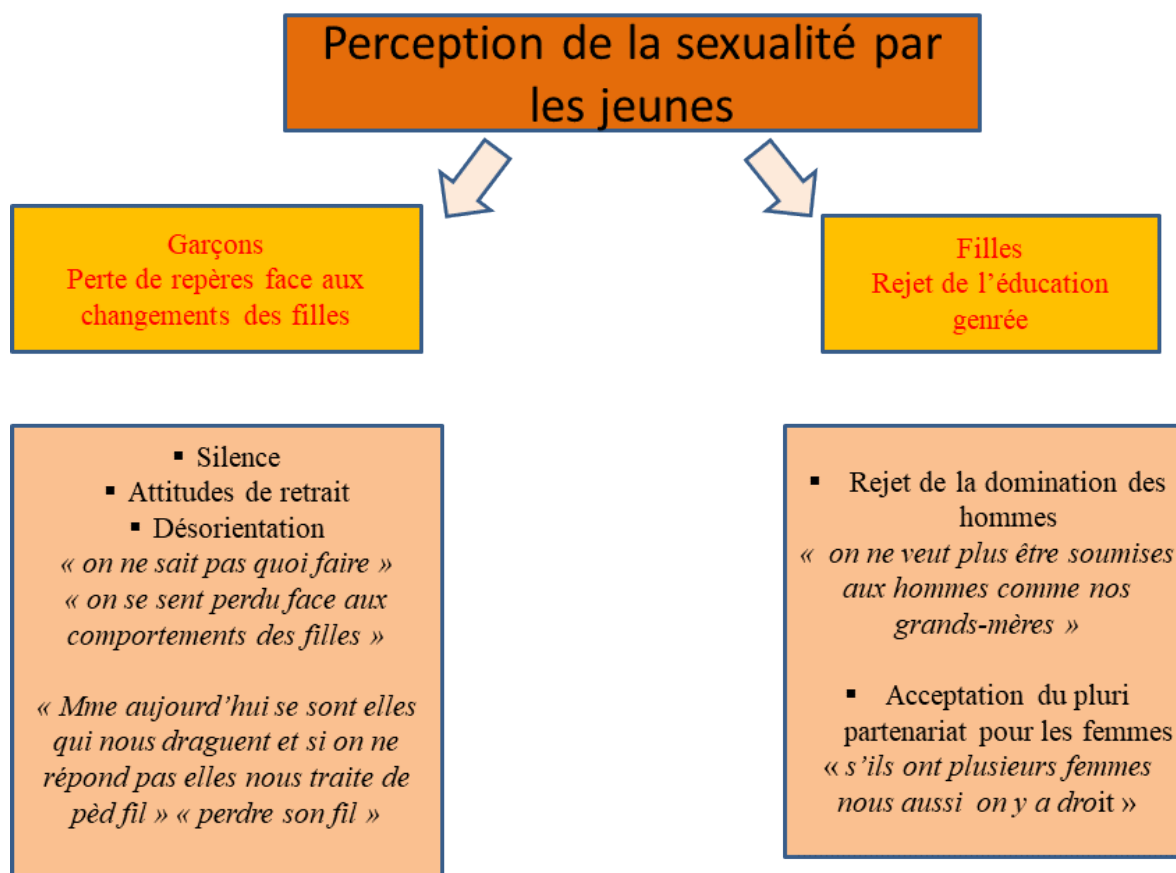 Perception de la sexualité par
les jeunes
Garçons
Perte de repères face aux
changements des filles
Filles
Rejet de l’éducation
genrée
▪ Silence
▪ Attitudes de retrait
▪ Désorientation
« on ne sait pas quoi faire »
« on se sent perdu face aux
comportements des filles »
« Mme aujourd’hui se sont elles
qui nous draguent et si on ne
répond pas elles nous traite de
pèd fil » « perdre son fil »
▪ Rejet de la domination des
hommes
« on ne veut plus être soumises
aux hommes comme nos
grands-mères »
▪ Acceptation du pluri
partenariat pour les femmes
« s’ils ont plusieurs femmes
nous aussi on y a droit »